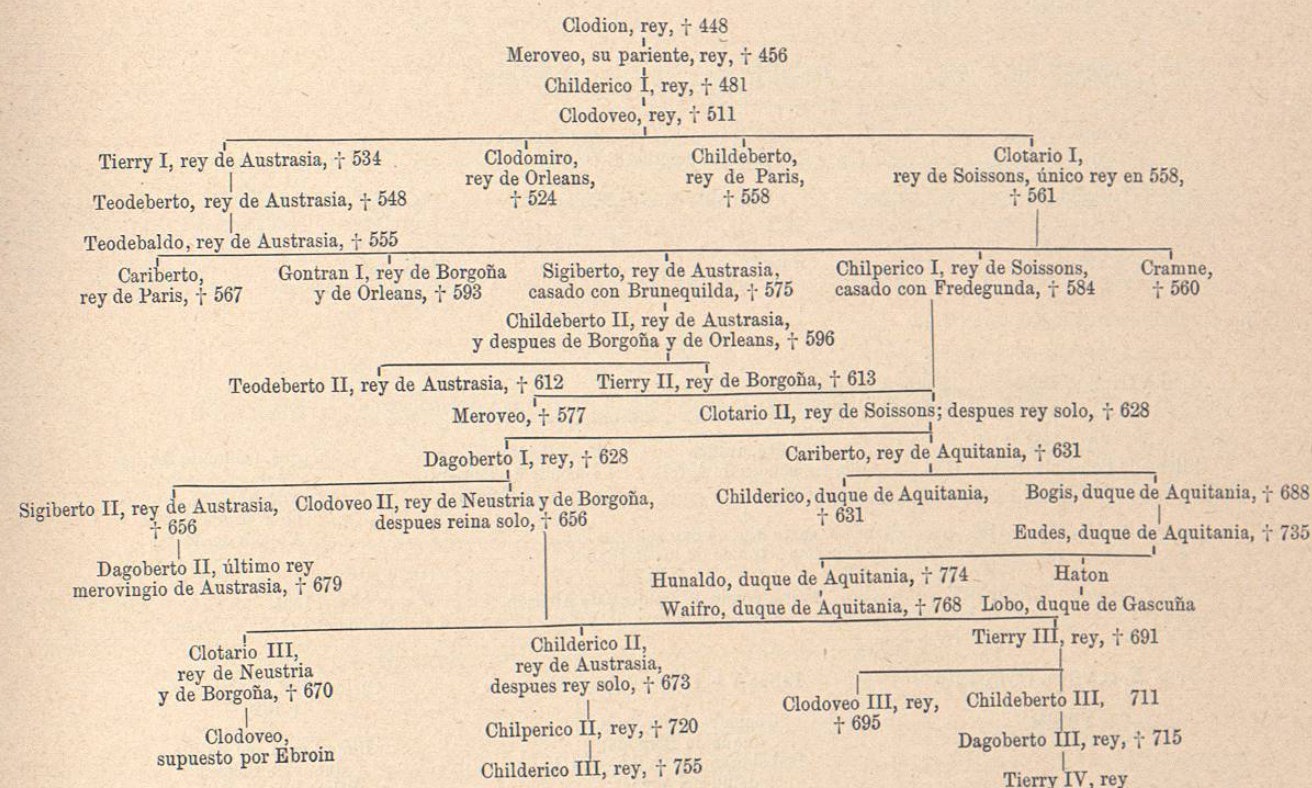 Clodion, rey, † 448
Meroveo, su pariente, rey, † 456
Childerico I, rey, † 481
Clodoveo, rey, † 511
Tierry I, rey de Austrasia, † 534
Clodomiro,
rey de Orleans,
† 524
Childeberto,
rey de Paris,
† 558
Clotario I,
rey de Soissons, único rey en 558,
† 561
Teodeberto, rey de Austrasia, † 548
Teodebaldo, rey de Austrasia, † 555
Cariberto,
rey de Paris, † 567
Gontran I, rey de Borgoña
y de Orleans, † 593
Sigiberto, rey de Austrasia,
casado con Brunequilda, † 575
Chilperico I, rey de Soissons,
casado con Fredegunda, † 584
Cramne,
† 560
Childeberto II, rey de Austrasia,
y despues de Borgoña y de Orleans, † 596
Teodeberto II, rey de Austrasia, † 612
Tierry II, rey de Borgoña, † 613
Meroveo, † 577
Clotario II, rey de Soissons; despues rey solo, † 628
Dagoberto I, rey, † 628
Cariberto, rey de Aquitania, † 631
Sigiberto II, rey de Austrasia,
† 656
Clodoveo II, rey de Neustria y de Borgoña,
despues reina solo, † 656
Childerico, duque de Aquitania,
† 631
Bogis, duque de Aquitania, † 688
Eudes, duque de Aquitania, † 735
Dagoberto II, último rey
merovingio de Austrasia, † 679
Hunaldo, duque de Aquitania, † 774
Haton
Waifro, duque de Aquitania, † 768
Lobo, duque de Gascuña
Clotario III,
rey de Neustria
y de Borgoña, † 670
Childerico II,
rey de Austrasia,
despues rey solo, † 673
Tierry III, rey, † 691
Clodoveo,
supuesto por Ebroin
Chilperico II, rey, † 720
Childerico III, rey, † 755
Clodoveo III, rey,
† 695
Childeberto III, 711
Dagoberto III, rey, † 715
Tierry IV, rey